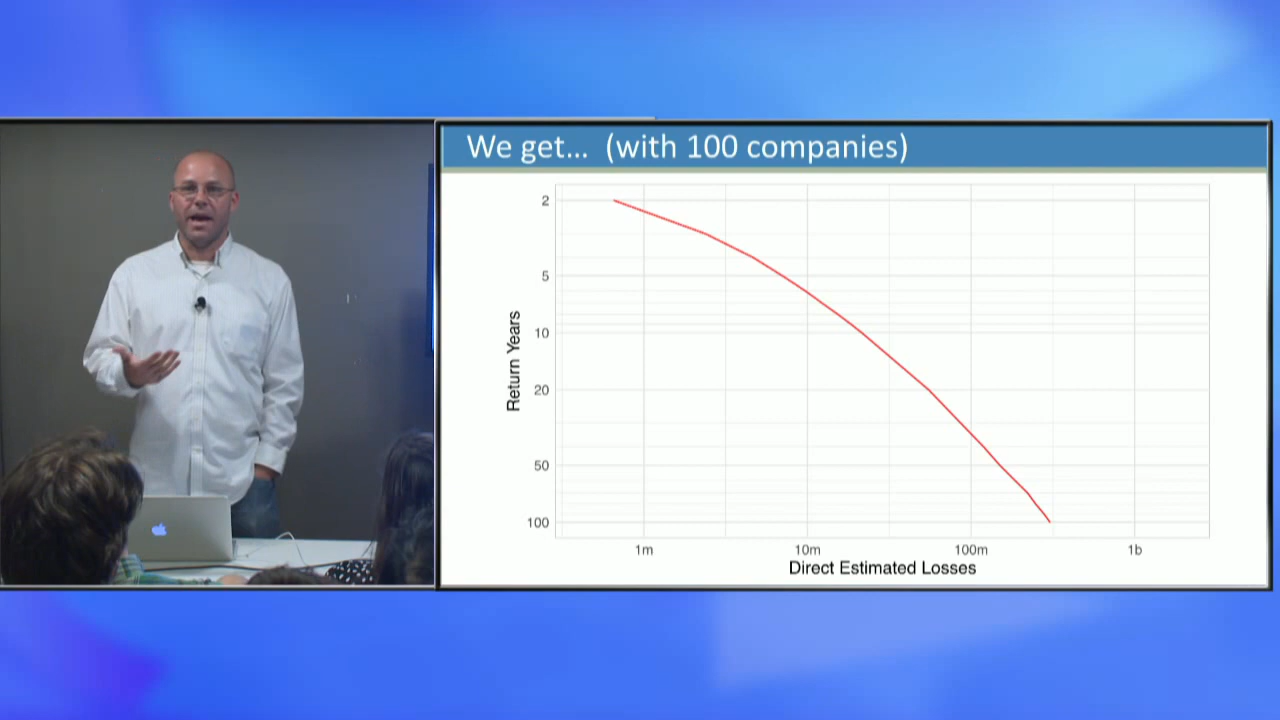 We get... (with 100 companies)
2
5
10
20
50
100
Return Years
1m 10m 100m 1b
Direct Estimated Losses